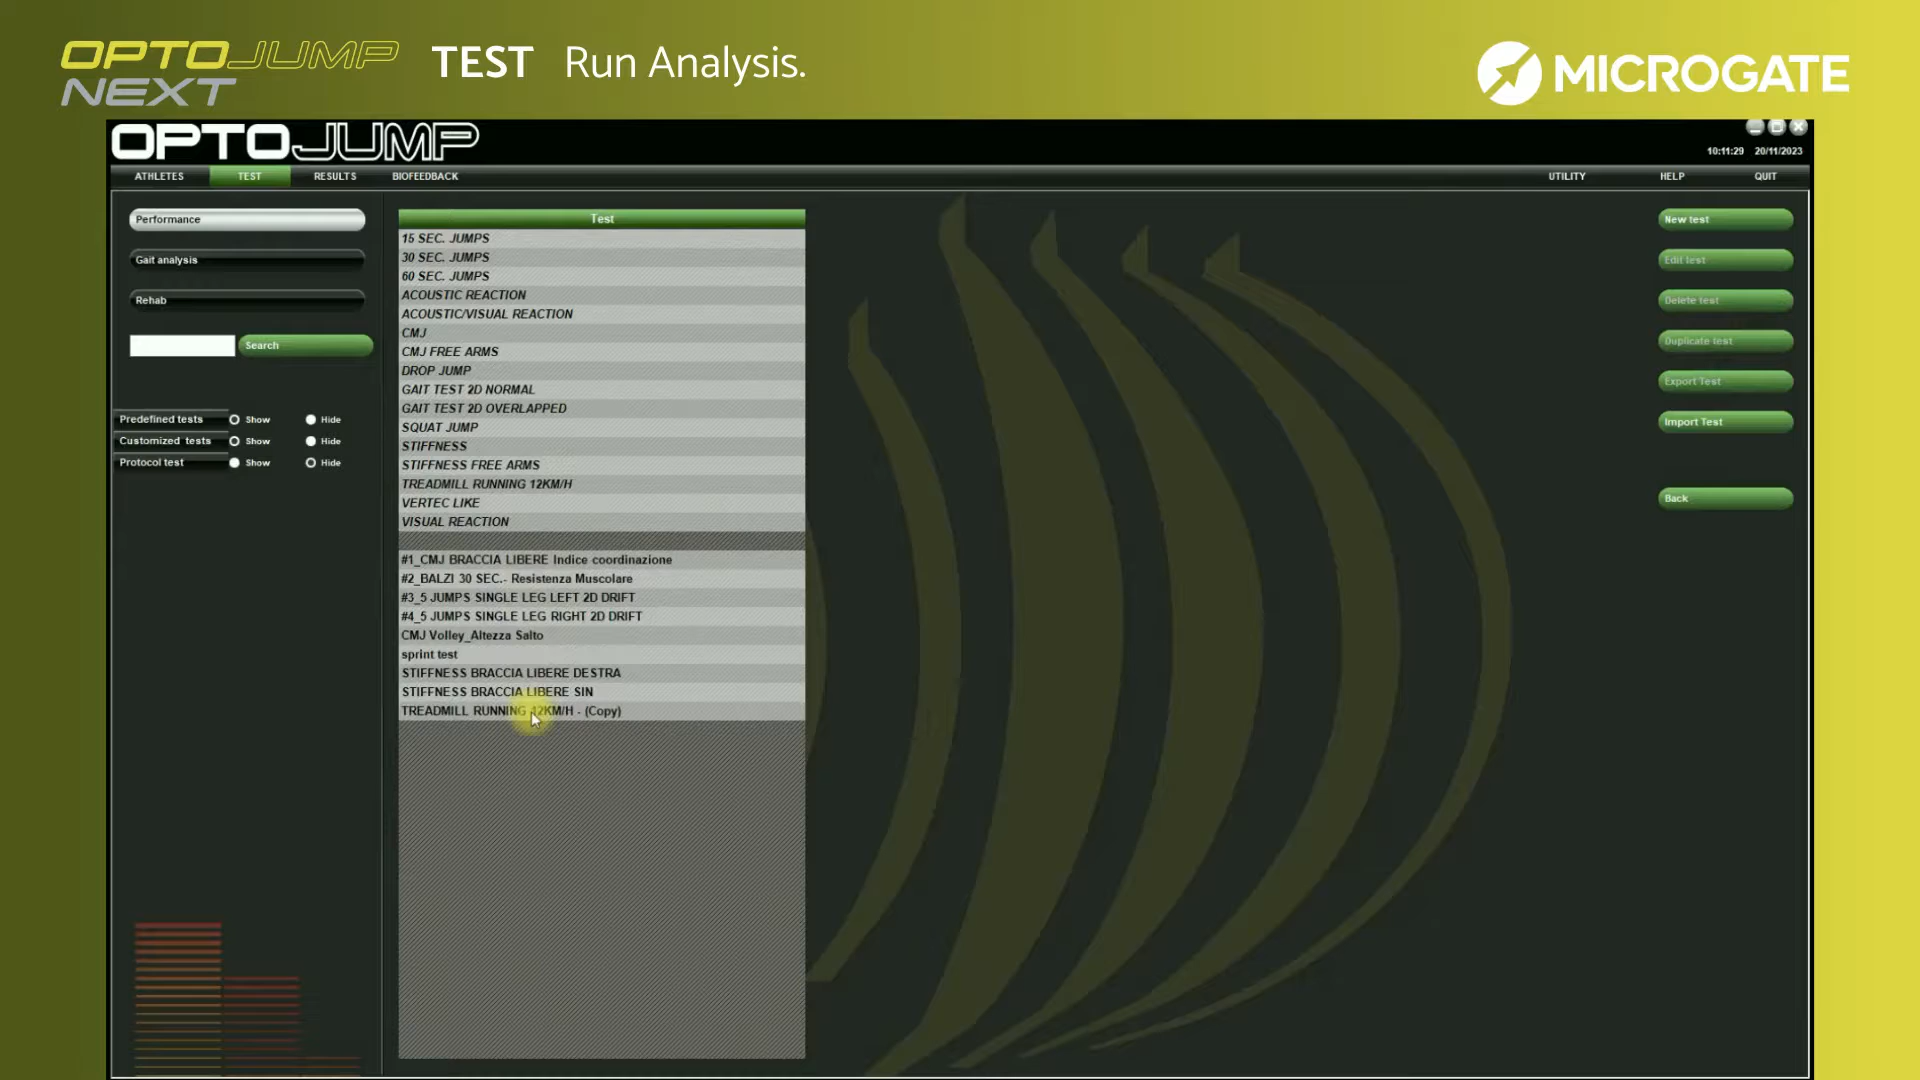 OPTOJUMP
NEXT
TEST Run Analysis.
MICROGATE
OPTOJUMP
10:11:29 20/11/2023
ATHLETES TEST RESULTS BIOFEEDBACK UTILITY HELP QUIT
Performance
Gait analysis
Rehab
Search
Predefined tests Show Hide
Customized tests Show Hide
Protocol test Show Hide
Test
15 SEC. JUMPS
30 SEC. JUMPS
60 SEC. JUMPS
ACOUSTIC REACTION
ACOUSTIC/VISUAL REACTION
CMJ
CMJ FREE ARMS
DROP JUMP
GAIT TEST 2D NORMAL
GAIT TEST 2D OVERLAPPED
SQUAT JUMP
STIFFNESS
STIFFNESS FREE ARMS
TREADMILL RUNNING 12KM/H
VERTEC LIKE
VISUAL REACTION
#1_CMJ BRACCIA LIBERE Indice coordinazione
#2_BALZI 30 SEC.- Resistenza Muscolare
#3_5 JUMPS SINGLE LEG LEFT 2D DRIFT
#4_5 JUMPS SINGLE LEG RIGHT 2D DRIFT
CMJ Volley_Altezza Salto
sprint test
STIFFNESS BRACCIA LIBERE DESTRA
STIFFNESS BRACCIA LIBERE SIN
TREADMILL RUNNING 12KM/H - (Copy)
New test
Edit test
Delete test
Duplicate test
Export Test
Import Test
Back